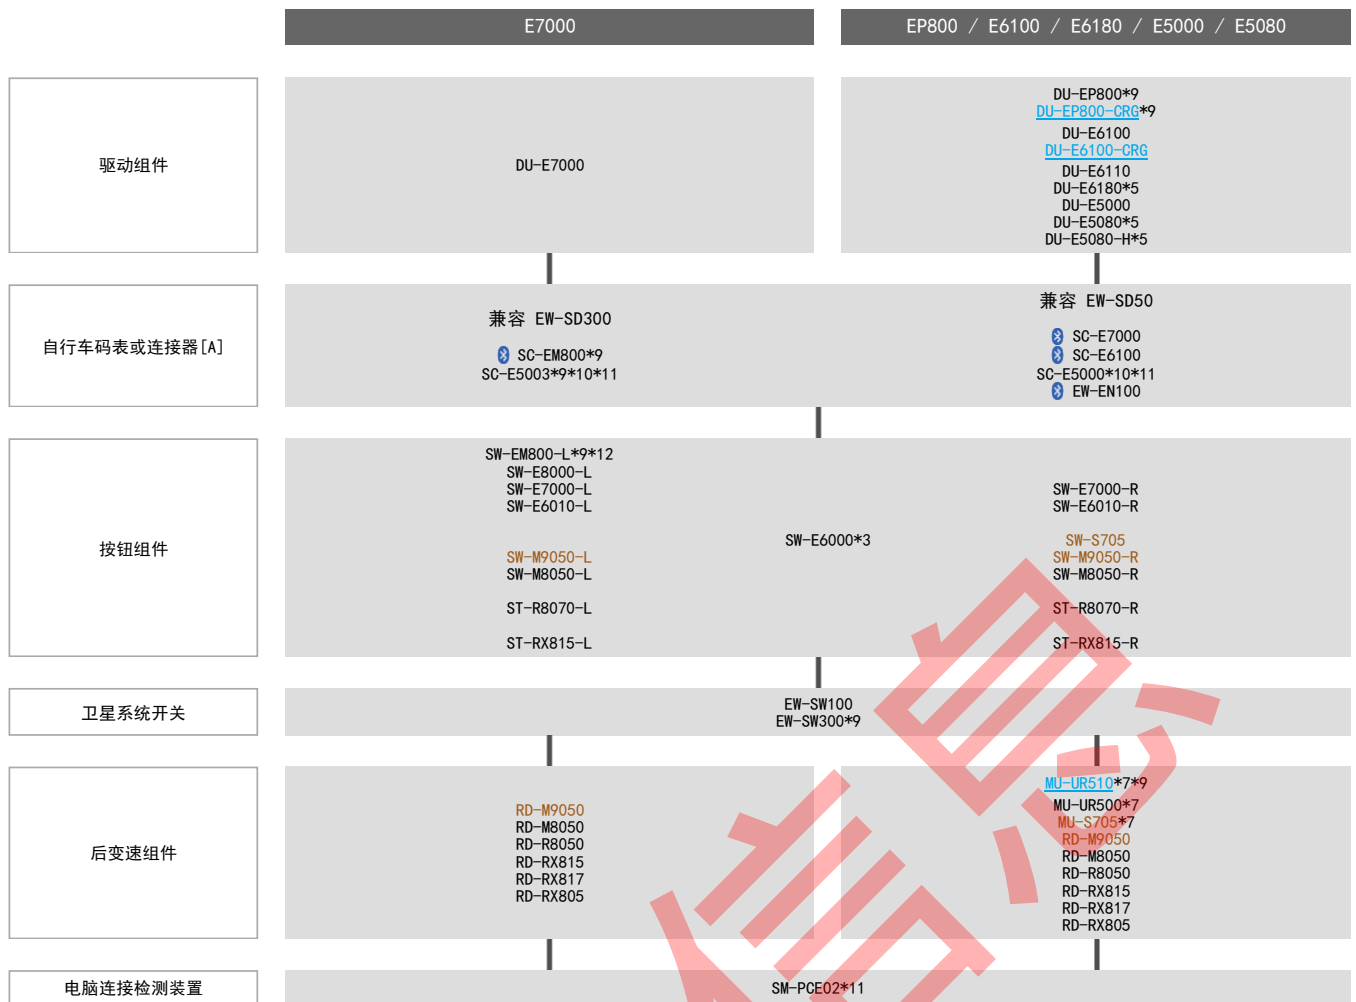 E7000
EP800 / E6100 / E6180 / E5000 / E5080
驱动组件
DU-E7000
DU-EP800*9
DU-EP800-CRG*9
DU-E6100
DU-E6100-CRG
DU-E6110
DU-E6180*5
DU-E5000
DU-E5080*5
DU-E5080-H*5
自行车码表或连接器[A]
兼容 EW-SD300
SC-EM800*9
SC-E5003*9*10*11
兼容 EW-SD50
SC-E7000
SC-E6100
SC-E5000*10*11
EW-EN100
按钮组件
SW-EM800-L*9*12
SW-E8000-L
SW-E7000-L
SW-E6010-L
SW-M9050-L
SW-M8050-L
ST-R8070-L
ST-RX815-L
SW-E6000*3
SW-E7000-R
SW-E6010-R
SW-S705
SW-M9050-R
SW-M8050-R
ST-R8070-R
ST-RX815-R
卫星系统开关
EW-SW100
EW-SW300*9
后变速组件
RD-M9050
RD-M8050
RD-R8050
RD-RX815
RD-RX817
RD-RX805
MU-UR510*7*9
MU-UR500*7
MU-S705*7
RD-M9050
RD-M8050
RD-R8050
RD-RX815
RD-RX817
RD-RX805
电脑连接检测装置
SM-PCE02*11
信息